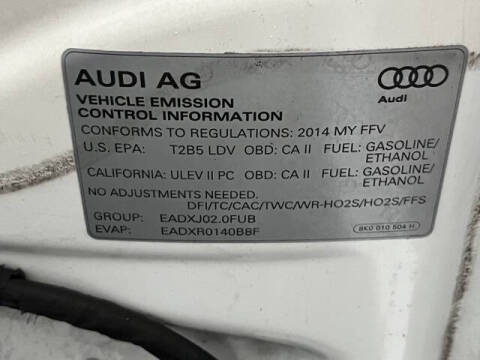 AUDI AG
Audi
VEHICLE EMISSION
CONTROL INFORMATION
CONFORMS TO REGULATIONS: 2014 MY FFV
U.S. EPA: T2B5 LDV OBD: CA II FUEL: GASOLINE/
ETHANOL
CALIFORNIA: ULEV II PC OBD: CA II FUEL: GASOLINE/
ETHANOL
NO ADJUSTMENTS NEEDED.
DFI/TC/CAC/TWC/WR-HO2S/HO2S/FFS
GROUP: EADXJ02.0FUB
EVAP: EADXR0140B8F
8K0 010 504 H